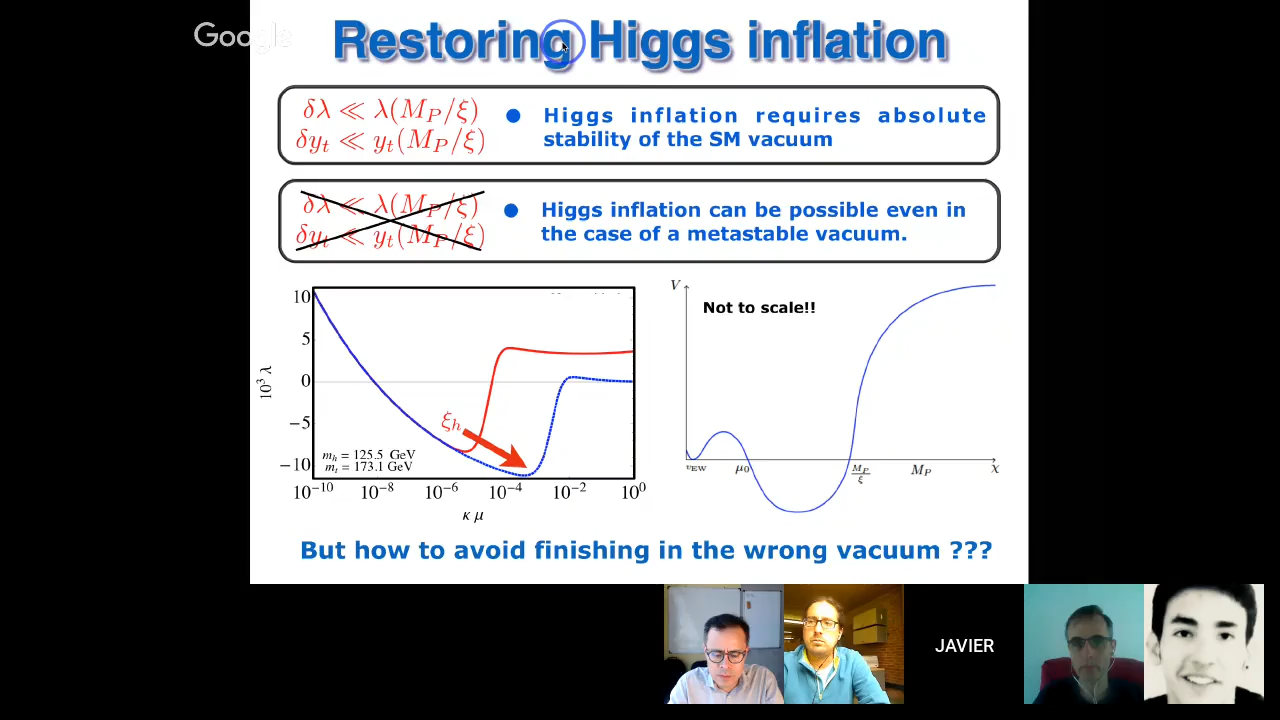 Google
Restoring Higgs inflation
δλ ≪ λ(M_P/ξ)
δy_t ≪ y_t(M_P/ξ)
● Higgs inflation requires absolute
stability of the SM vacuum
δλ ≪ λ(M_P/ξ)
δy_t ≪ y_t(M_P/ξ)
● Higgs inflation can be possible even in
the case of a metastable vacuum.
10
5
0
−5
−10
10³ λ
ξ_h
m_h = 125.5 GeV
m_t = 173.1 GeV
10⁻¹⁰ 10⁻⁸ 10⁻⁶ 10⁻⁴ 10⁻² 10⁰
κ μ
V
Not to scale!!
v_EW μ₀ M_P/ξ M_P χ
But how to avoid finishing in the wrong vacuum ???
JAVIER